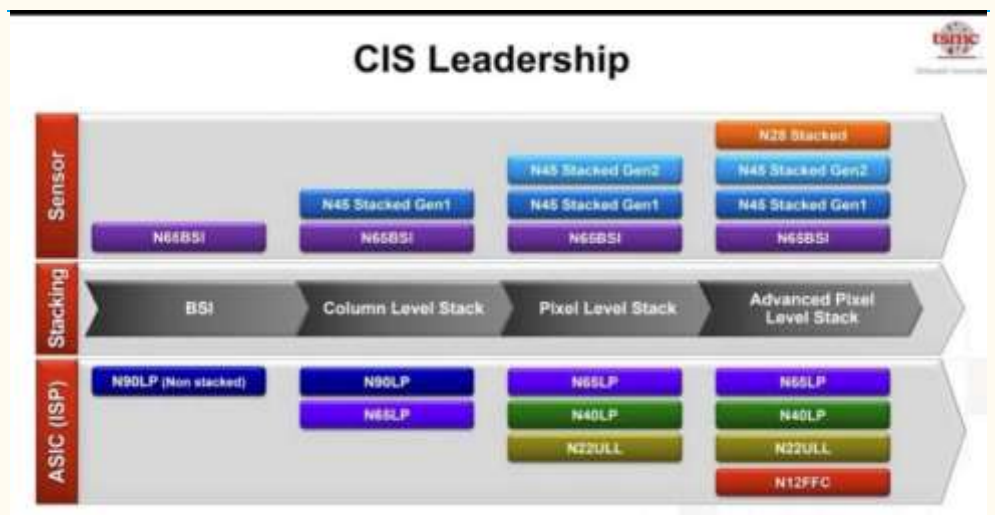 CIS Leadership
tsmc
Sensor
N28 Stacked
N45 Stacked Gen2
N45 Stacked Gen2
N45 Stacked Gen1
N45 Stacked Gen1
N45 Stacked Gen1
N65BSI
N65BSI
N65BSI
N65BSI
Stacking
BSI
Column Level Stack
Pixel Level Stack
Advanced Pixel
Level Stack
ASIC (ISP)
N90LP (Non stacked)
N90LP
N65LP
N65LP
N65LP
N40LP
N40LP
N22ULL
N22ULL
N12FFC